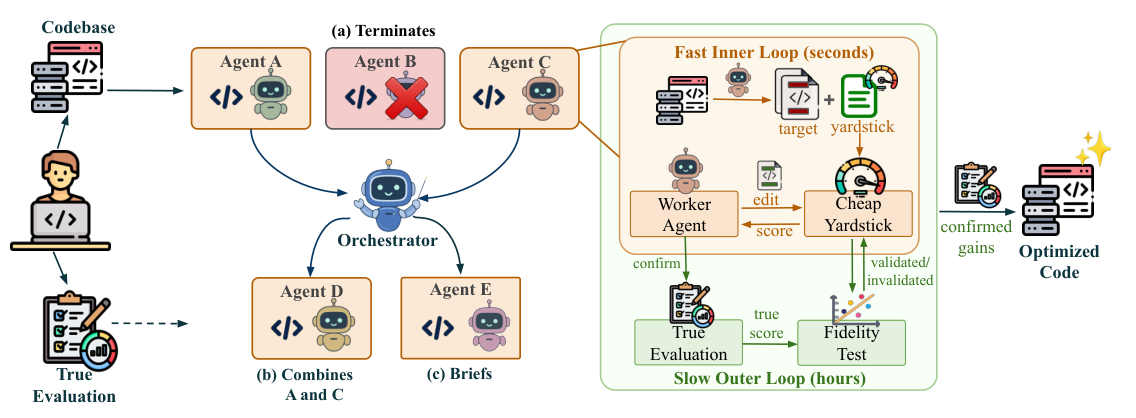 Codebase
(a) Terminates
Agent A
</>
Agent B
</>
Agent C
</>
Orchestrator
Agent D
</>
Agent E
</>
(b) Combines
A and C
(c) Briefs
</>
</>
True
Evaluation
Fast Inner Loop (seconds)
</>
</>
+
target
yardstick
Worker
Agent
</>
edit
score
Cheap
Yardstick
confirm
validated/
invalidated
True
Evaluation
true
score
Fidelity
Test
Slow Outer Loop (hours)
confirmed
gains
</>
Optimized
Code